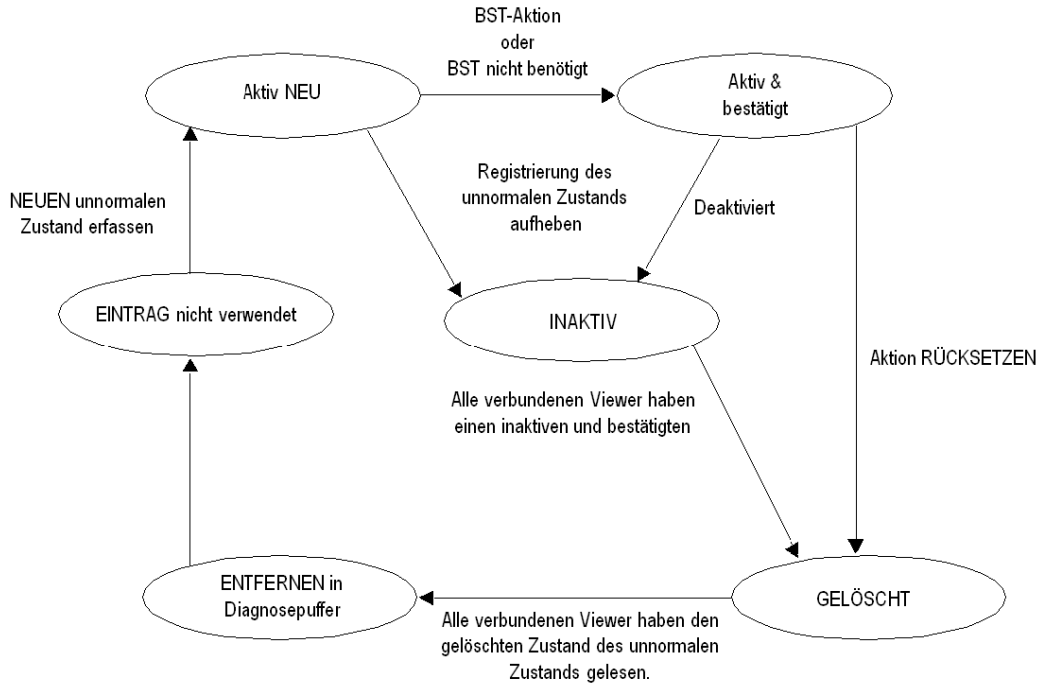 BST-Aktion
oder
BST nicht benötigt
Aktiv NEU
Aktiv &
bestätigt
Registrierung des
unnormalen Zustands
aufheben
Deaktiviert
NEUEN unnormalen
Zustand erfassen
EINTRAG nicht verwendet
INAKTIV
Aktion RÜCKSETZEN
Alle verbundenen Viewer haben
einen inaktiven und bestätigten
ENTFERNEN in
Diagnosepuffer
GELÖSCHT
Alle verbundenen Viewer haben den
gelöschten Zustand des unnormalen
Zustands gelesen.